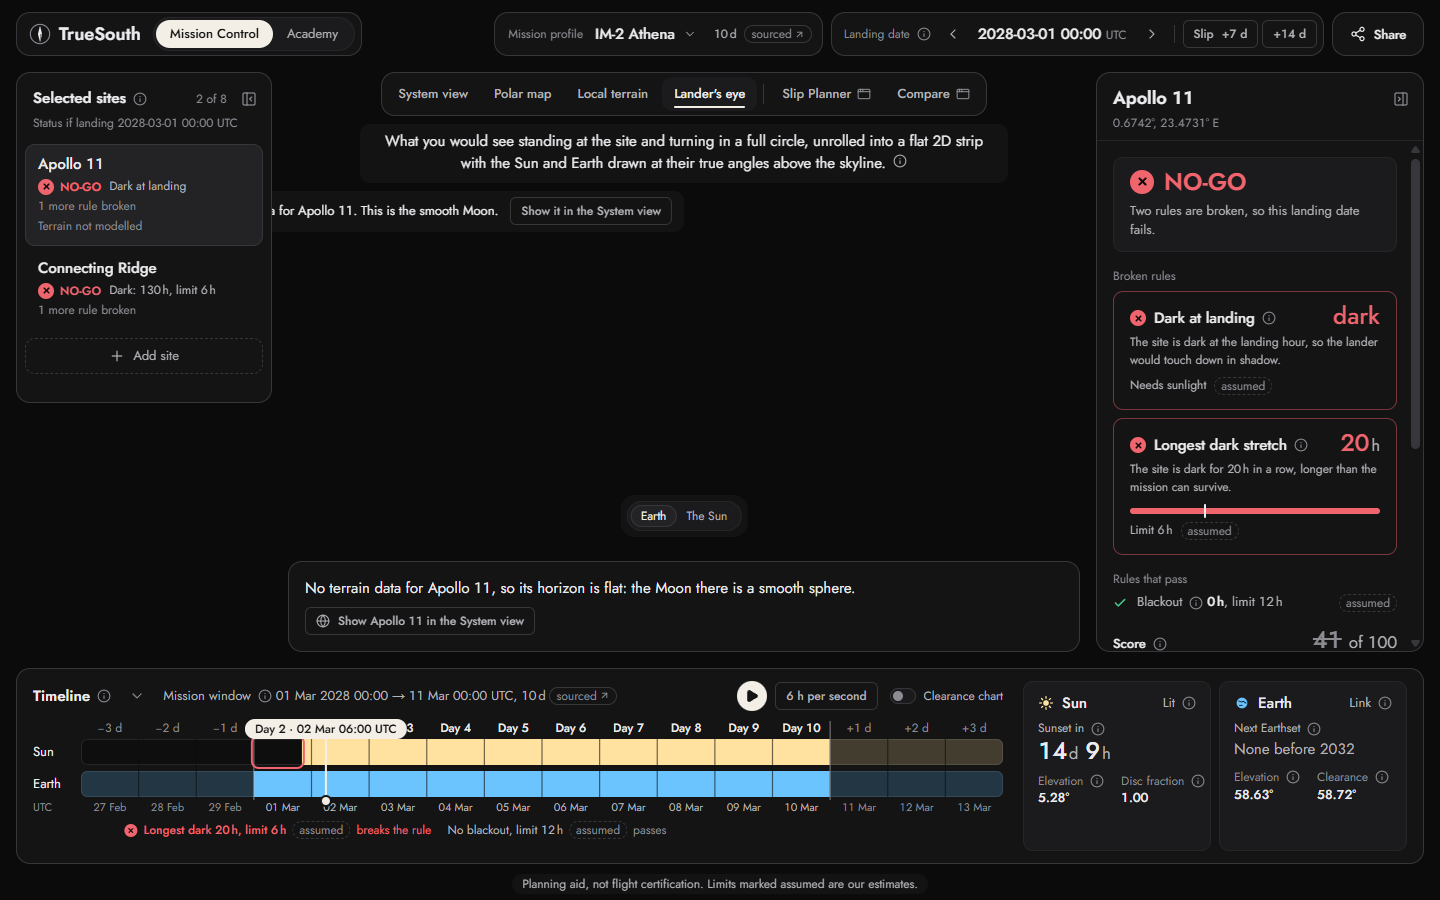 TrueSouth
Mission Control
Academy
Mission profile IM-2 Athena 10 d sourced ↗
Landing date 2028-03-01 00:00 UTC
Slip +7 d
+14 d
Share
Selected sites 2 of 8
Status if landing 2028-03-01 00:00 UTC
Apollo 11
NO-GO Dark at landing
1 more rule broken
Terrain not modelled
Connecting Ridge
NO-GO Dark: 130 h, limit 6 h
1 more rule broken
+ Add site
System view
Polar map
Local terrain
Lander's eye
Slip Planner
Compare
What you would see standing at the site and turning in a full circle, unrolled into a flat 2D strip
with the Sun and Earth drawn at their true angles above the skyline.
a for Apollo 11. This is the smooth Moon.
Show it in the System view
Earth
The Sun
No terrain data for Apollo 11, so its horizon is flat: the Moon there is a smooth sphere.
Show Apollo 11 in the System view
Apollo 11
0.6742°, 23.4731° E
NO-GO
Two rules are broken, so this landing date
fails.
Broken rules
Dark at landing dark
The site is dark at the landing hour, so the lander
would touch down in shadow.
Needs sunlight assumed
Longest dark stretch 20 h
The site is dark for 20 h in a row, longer than the
mission can survive.
Limit 6 h assumed
Rules that pass
Blackout 0 h, limit 12 h assumed
Score 41 of 100
Timeline
Mission window 01 Mar 2028 00:00 → 11 Mar 00:00 UTC, 10 d sourced ↗
6 h per second
Clearance chart
−3 d −2 d −1 d Day 2 · 02 Mar 06:00 UTC 3 Day 4 Day 5 Day 6 Day 7 Day 8 Day 9 Day 10 +1 d +2 d +3 d
Sun
Earth
UTC 27 Feb 28 Feb 29 Feb 01 Mar 02 Mar 03 Mar 04 Mar 05 Mar 06 Mar 07 Mar 08 Mar 09 Mar 10 Mar 11 Mar 12 Mar 13 Mar
Longest dark 20 h, limit 6 h assumed breaks the rule No blackout, limit 12 h assumed passes
Sun Lit
Sunset in
14 d 9 h
Elevation Disc fraction
5.28° 1.00
Earth Link
Next Earthset
None before 2032
Elevation Clearance
58.63° 58.72°
Planning aid, not flight certification. Limits marked assumed are our estimates.